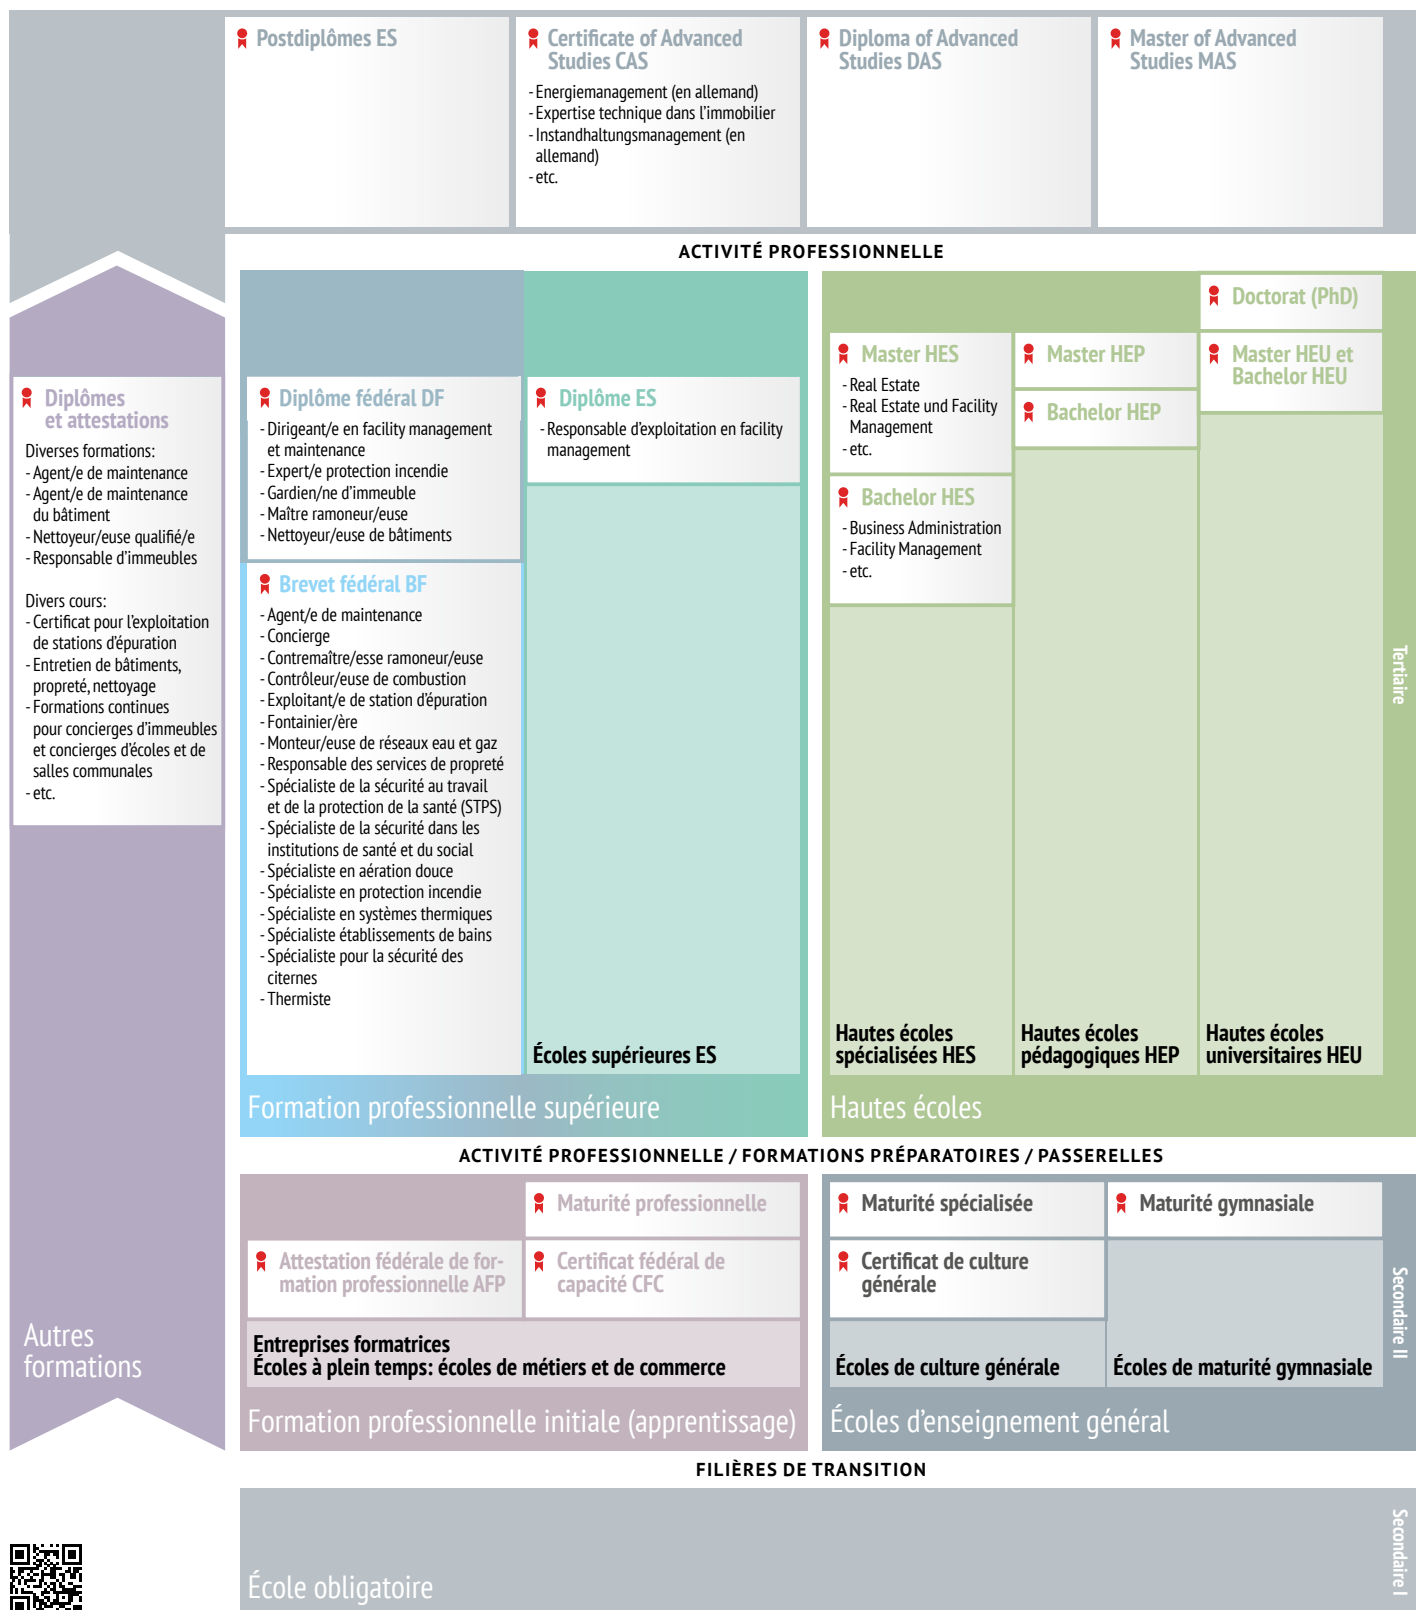 Postdiplômes ES
Certificate of Advanced
Studies CAS
- Energiemanagement (en allemand)
- Expertise technique dans l'immobilier
- Instandhaltungsmanagement (en
allemand)
- etc.
Diploma of Advanced
Studies DAS
Master of Advanced
Studies MAS
ACTIVITÉ PROFESSIONNELLE
Diplômes
et attestations
Diverses formations:
- Agent/e de maintenance
- Agent/e de maintenance
du bâtiment
- Nettoyeur/euse qualifié/e
- Responsable d'immeubles
Divers cours:
- Certificat pour l'exploitation
de stations d'épuration
- Entretien de bâtiments,
propreté, nettoyage
- Formations continues
pour concierges d'immeubles
et concierges d'écoles et de
salles communales
- etc.
Autres
formations
Diplôme fédéral DF
- Dirigeant/e en facility management
et maintenance
- Expert/e protection incendie
- Gardien/ne d'immeuble
- Maître ramoneur/euse
- Nettoyeur/euse de bâtiments
Brevet fédéral BF
- Agent/e de maintenance
- Concierge
- Contremaître/esse ramoneur/euse
- Contrôleur/euse de combustion
- Exploitant/e de station d'épuration
- Fontainier/ère
- Monteur/euse de réseaux eau et gaz
- Responsable des services de propreté
- Spécialiste de la sécurité au travail
et de la protection de la santé (STPS)
- Spécialiste de la sécurité dans les
institutions de santé et du social
- Spécialiste en aération douce
- Spécialiste en protection incendie
- Spécialiste en systèmes thermiques
- Spécialiste établissements de bains
- Spécialiste pour la sécurité des
citernes
- Thermiste
Diplôme ES
- Responsable d'exploitation en facility
management
Écoles supérieures ES
Formation professionnelle supérieure
Master HES
- Real Estate
- Real Estate und Facility
Management
- etc.
Bachelor HES
- Business Administration
- Facility Management
- etc.
Hautes écoles
spécialisées HES
Master HEP
Bachelor HEP
Hautes écoles
pédagogiques HEP
Doctorat (PhD)
Master HEU et
Bachelor HEU
Hautes écoles
universitaires HEU
Hautes écoles
Tertiaire
ACTIVITÉ PROFESSIONNELLE / FORMATIONS PRÉPARATOIRES / PASSERELLES
Maturité professionnelle
Attestation fédérale de for-
mation professionnelle AFP
Certificat fédéral de
capacité CFC
Entreprises formatrices
Écoles à plein temps: écoles de métiers et de commerce
Formation professionnelle initiale (apprentissage)
Maturité spécialisée
Certificat de culture
générale
Écoles de culture générale
Maturité gymnasiale
Écoles de maturité gymnasiale
Écoles d'enseignement général
Secondaire II
FILIÈRES DE TRANSITION
École obligatoire
Secondaire I